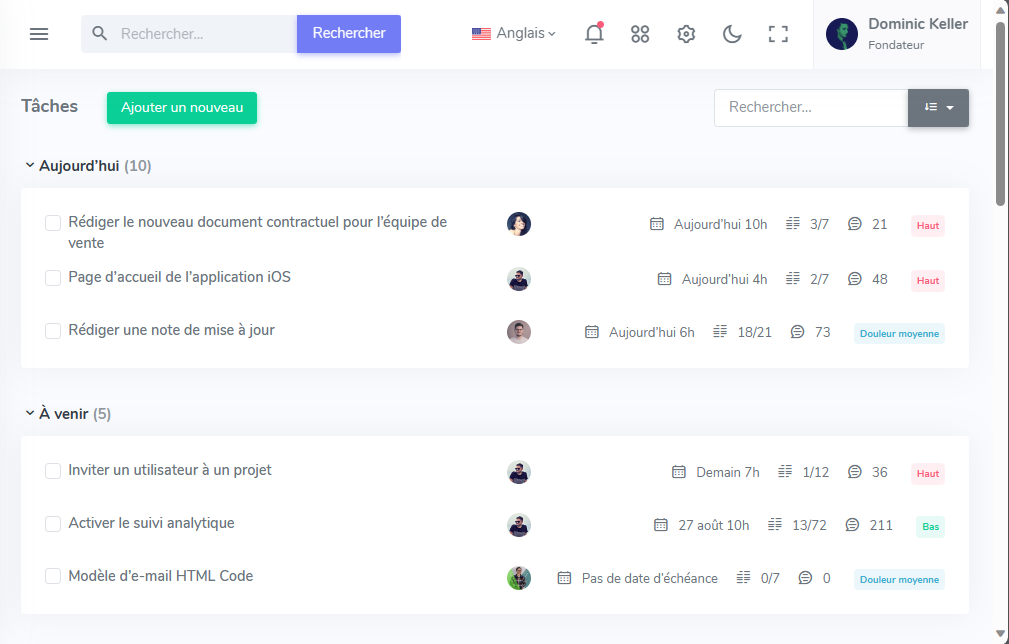 Rechercher...
Rechercher
Anglais
Dominic Keller
Fondateur
Tâches
Ajouter un nouveau
Rechercher...
Aujourd’hui (10)
Rédiger le nouveau document contractuel pour l’équipe de
vente
Aujourd’hui 10h 3/7 21 Haut
Page d’accueil de l’application iOS
Aujourd’hui 4h 2/7 48 Haut
Rédiger une note de mise à jour
Aujourd’hui 6h 18/21 73 Douleur moyenne
À venir (5)
Inviter un utilisateur à un projet
Demain 7h 1/12 36 Haut
Activer le suivi analytique
27 août 10h 13/72 211 Bas
Modèle d’e-mail HTML Code
Pas de date d’échéance 0/7 0 Douleur moyenne